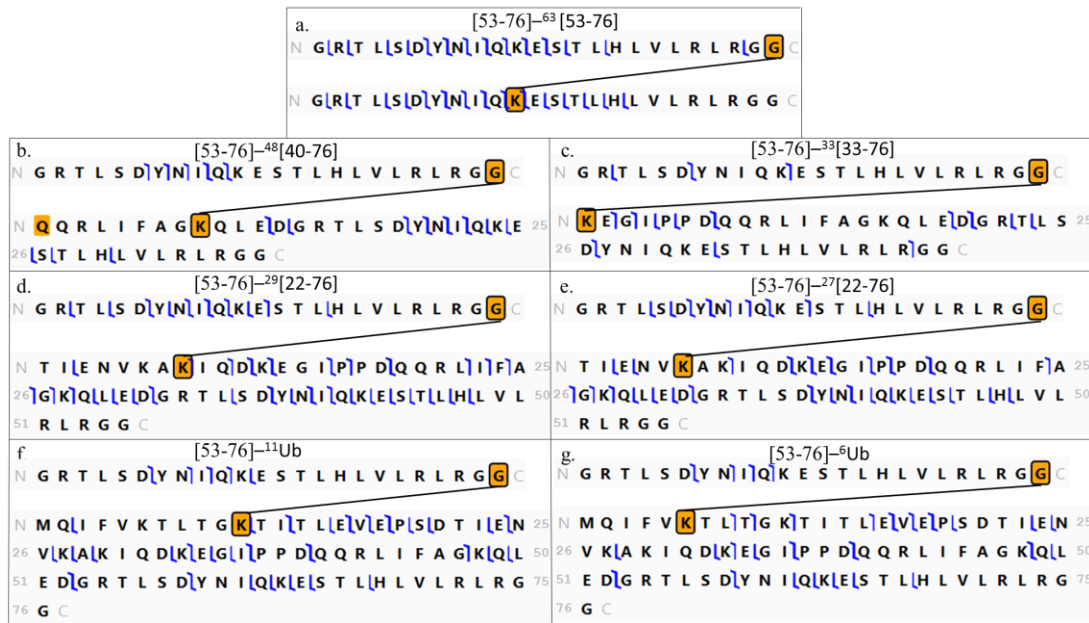 a. [53-76]–⁶³[53-76]
N G R T L S D Y N I Q K E S T L H L V L R L R G G C
N G R T L S D Y N I Q K E S T L H L V L R L R G G C
b. [53-76]–⁴⁸[40-76]
N G R T L S D Y N I Q K E S T L H L V L R L R G G C
N Q Q R L I F A G K Q L E D G R T L S D Y N I Q K E 25
26 S T L H L V L R L R G G C
c. [53-76]–³³[33-76]
N G R T L S D Y N I Q K E S T L H L V L R L R G G C
N K E G I P P D Q Q R L I F A G K Q L E D G R T L S 25
26 D Y N I Q K E S T L H L V L R L R G G C
d. [53-76]–²⁹[22-76]
N G R T L S D Y N I Q K E S T L H L V L R L R G G C
N T I E N V K A K I Q D K E G I P P D Q Q R L I F A 25
26 G K Q L E D G R T L S D Y N I Q K E S T L H L V L 50
51 R L R G G C
e. [53-76]–²⁷[22-76]
N G R T L S D Y N I Q K E S T L H L V L R L R G G C
N T I E N V K A K I Q D K E G I P P D Q Q R L I F A 25
26 G K Q L E D G R T L S D Y N I Q K E S T L H L V L 50
51 R L R G G C
f [53-76]–¹¹Ub
N G R T L S D Y N I Q K E S T L H L V L R L R G G C
N M Q I F V K T L T G K T I T L E V E P S D T I E N 25
26 V K A K I Q D K E G I P P D Q Q R L I F A G K Q L 50
51 E D G R T L S D Y N I Q K E S T L H L V L R L R G 75
76 G C
g. [53-76]–⁶Ub
N G R T L S D Y N I Q K E S T L H L V L R L R G G C
N M Q I F V K T L T G K T I T L E V E P S D T I E N 25
26 V K A K I Q D K E G I P P D Q Q R L I F A G K Q L 50
51 E D G R T L S D Y N I Q K E S T L H L V L R L R G 75
76 G C